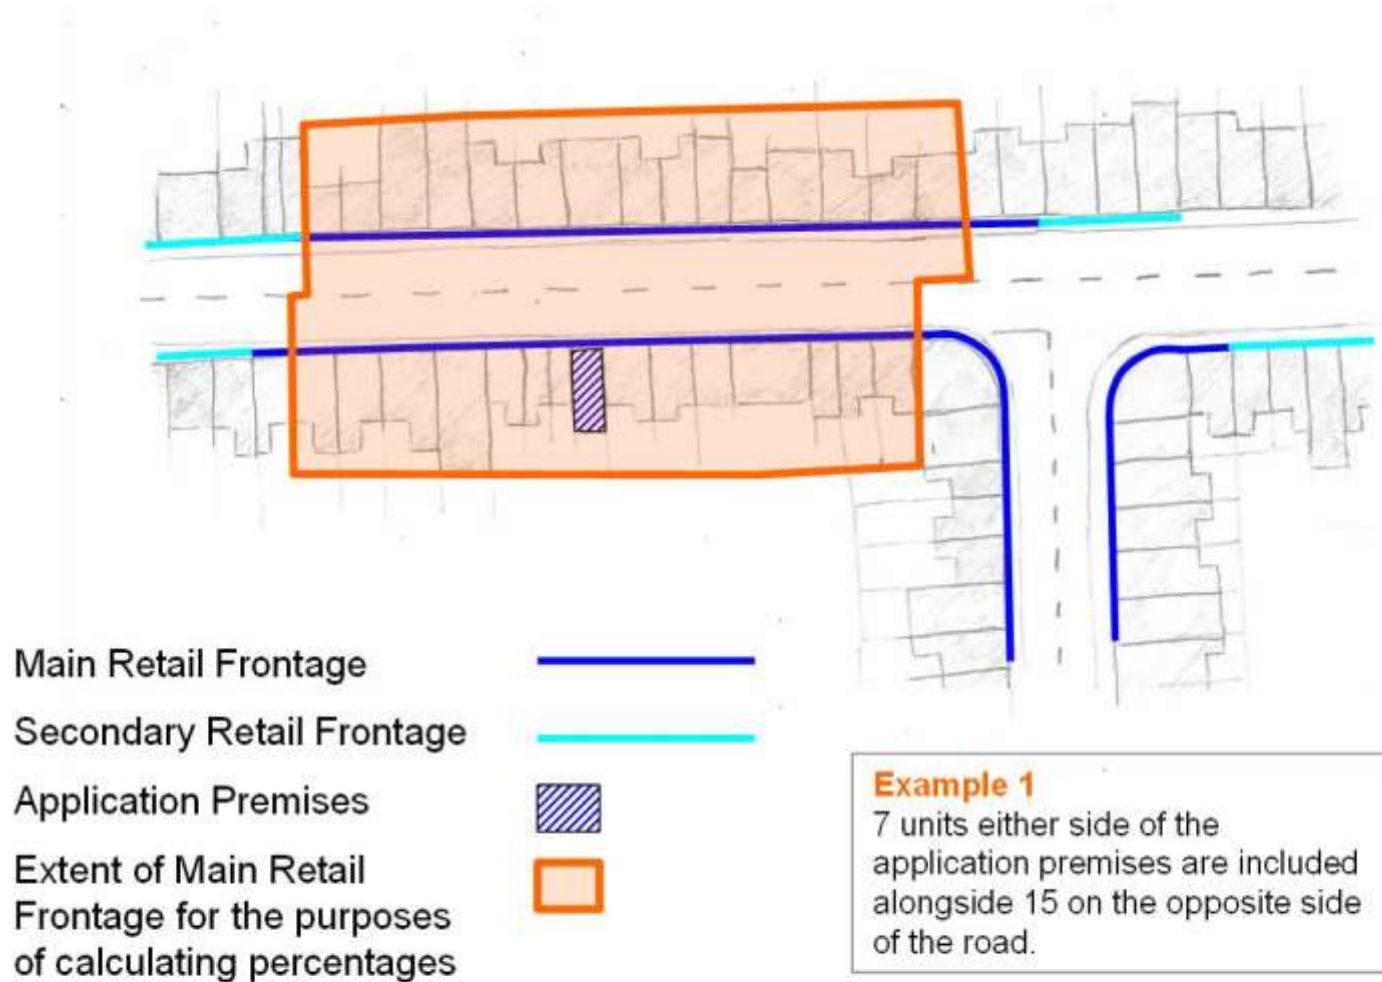 Main Retail Frontage
Secondary Retail Frontage
Application Premises
Extent of Main Retail
Frontage for the purposes
of calculating percentages
Example 1
7 units either side of the
application premises are included
alongside 15 on the opposite side
of the road.